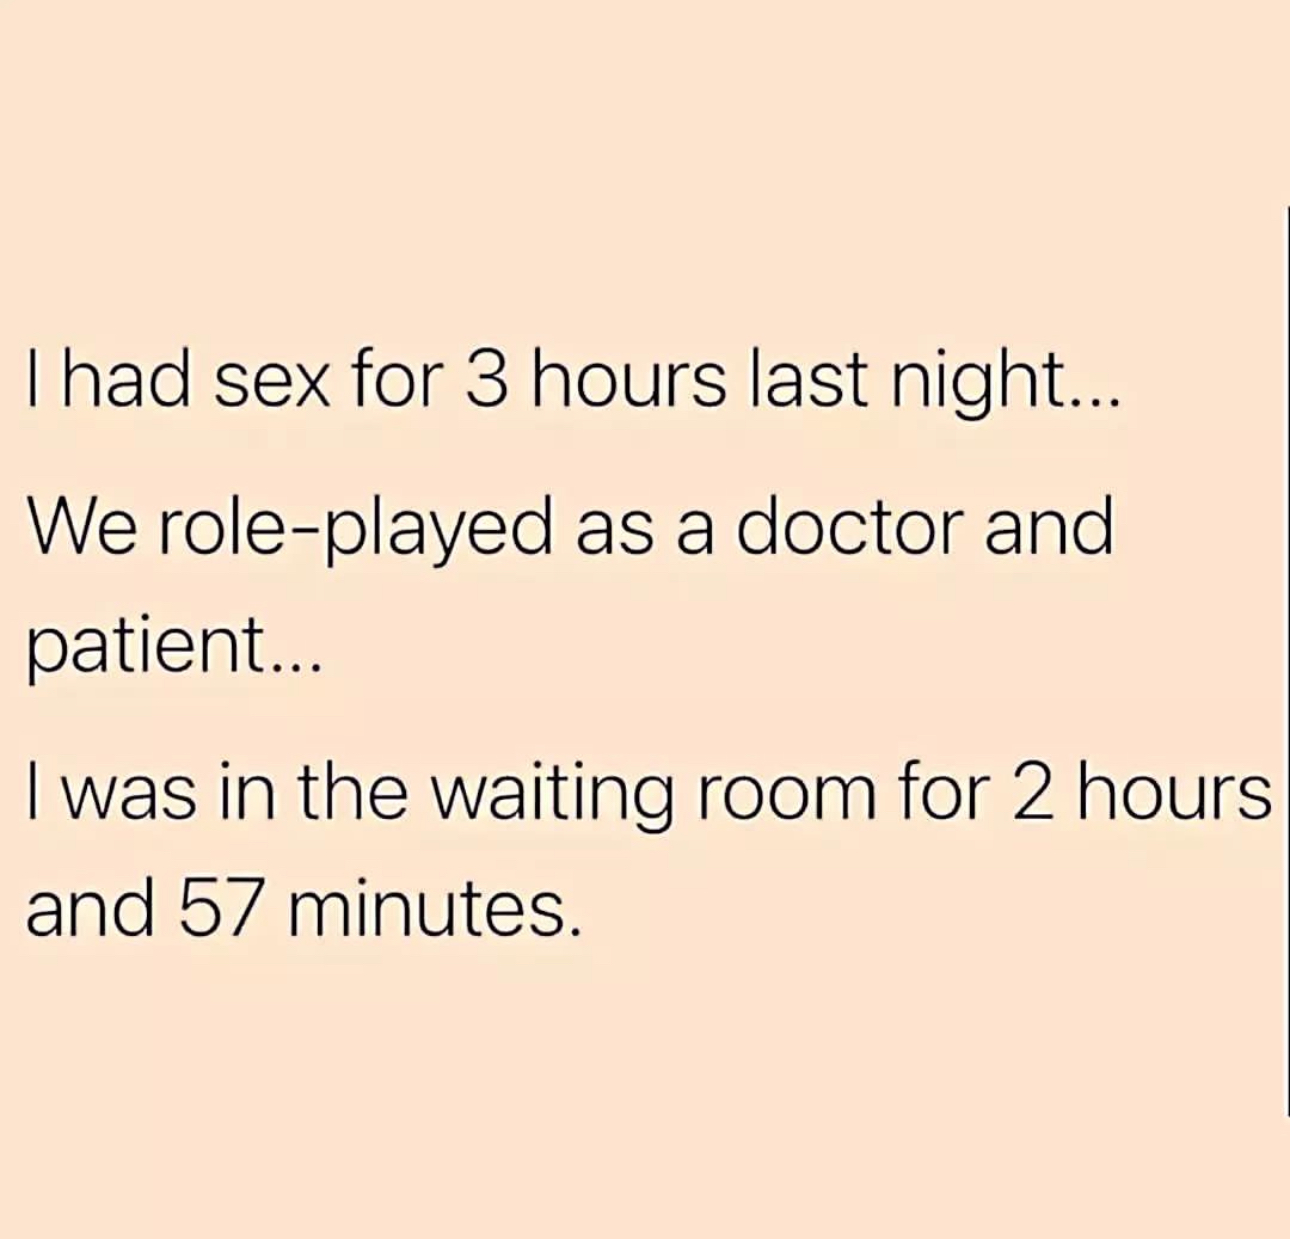 I had sex for 3 hours last night...
We role-played as a doctor and
patient...
I was in the waiting room for 2 hours
and 57 minutes.